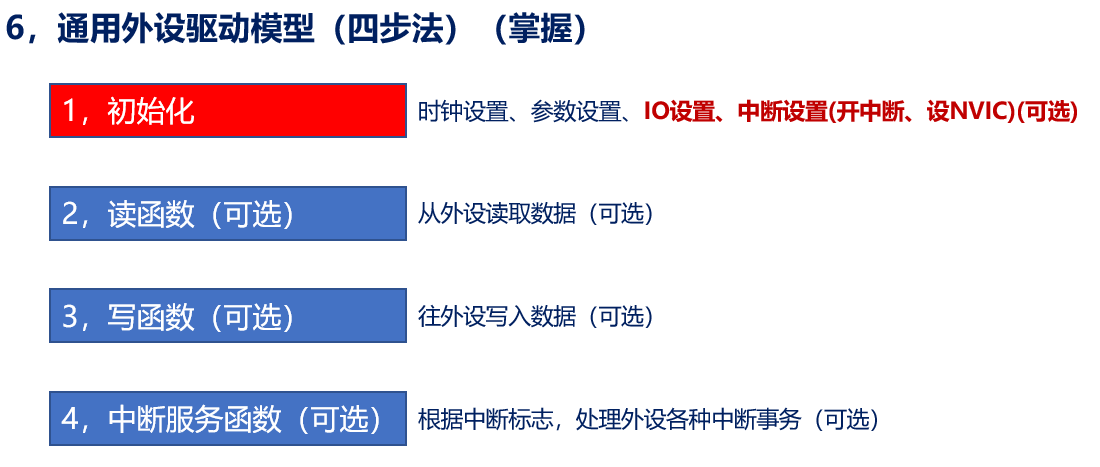 6，通用外设驱动模型（四步法）（掌握）
1，初始化
时钟设置、参数设置、IO设置、中断设置(开中断、设NVIC)(可选)
2，读函数（可选）
从外设读取数据（可选）
3，写函数（可选）
往外设写入数据（可选）
4，中断服务函数（可选）
根据中断标志，处理外设各种中断事务（可选）